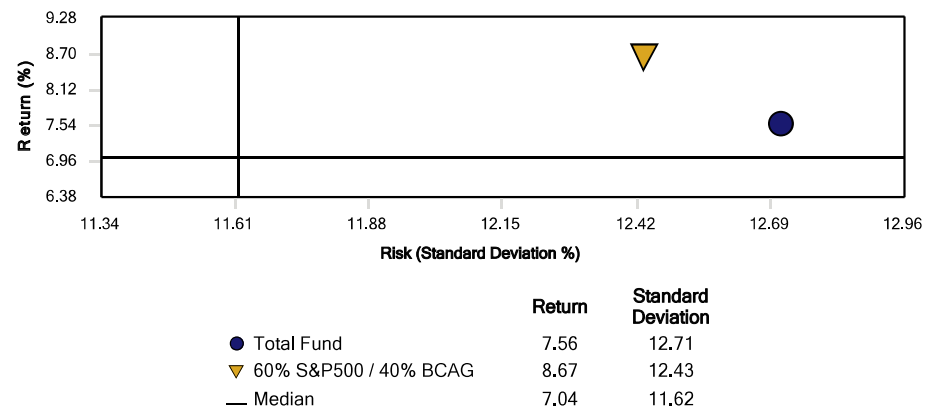 9.28
8.70
8.12
7.54
6.96
6.38
Return (%)
11.34 11.61 11.88 12.15 12.42 12.69 12.96
Risk (Standard Deviation %)
Return Standard Deviation
Total Fund 7.56 12.71
60% S&P500 / 40% BCAG 8.67 12.43
Median 7.04 11.62